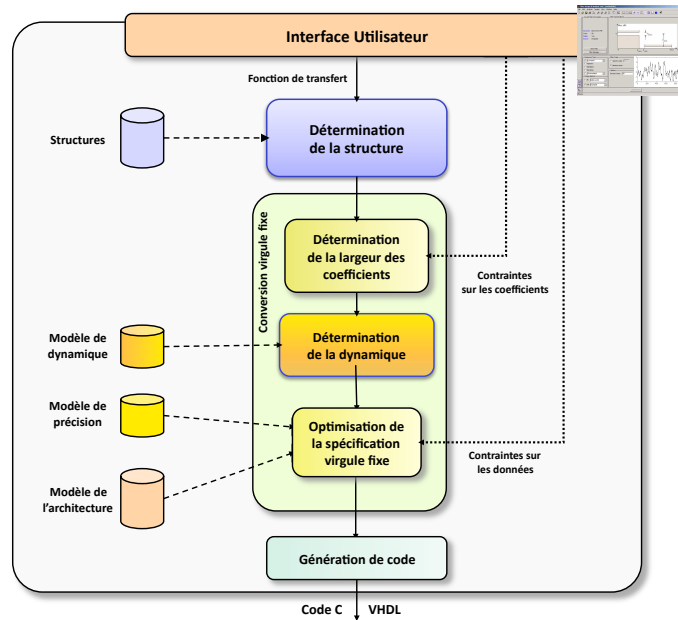 Interface Utilisateur
Fonction de transfert
Structures
Détermination
de la structure
Conversion virgule fixe
Détermination
de la largeur des
coefficients
Contraintes
sur les coefficients
Modèle de
dynamique
Détermination
de la dynamique
Modèle de
précision
Optimisation de
la spécification
virgule fixe
Contraintes sur
les données
Modèle de
l'architecture
Génération de code
Code C VHDL